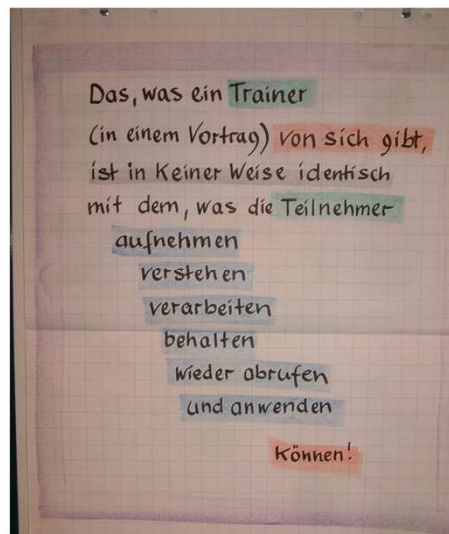 Das, was ein Trainer
(in einem Vortrag) von sich gibt,
ist in Keiner Weise identisch
mit dem, was die Teilnehmer
aufnehmen
verstehen
verarbeiten
behalten
wieder abrufen
und anwenden
Können!